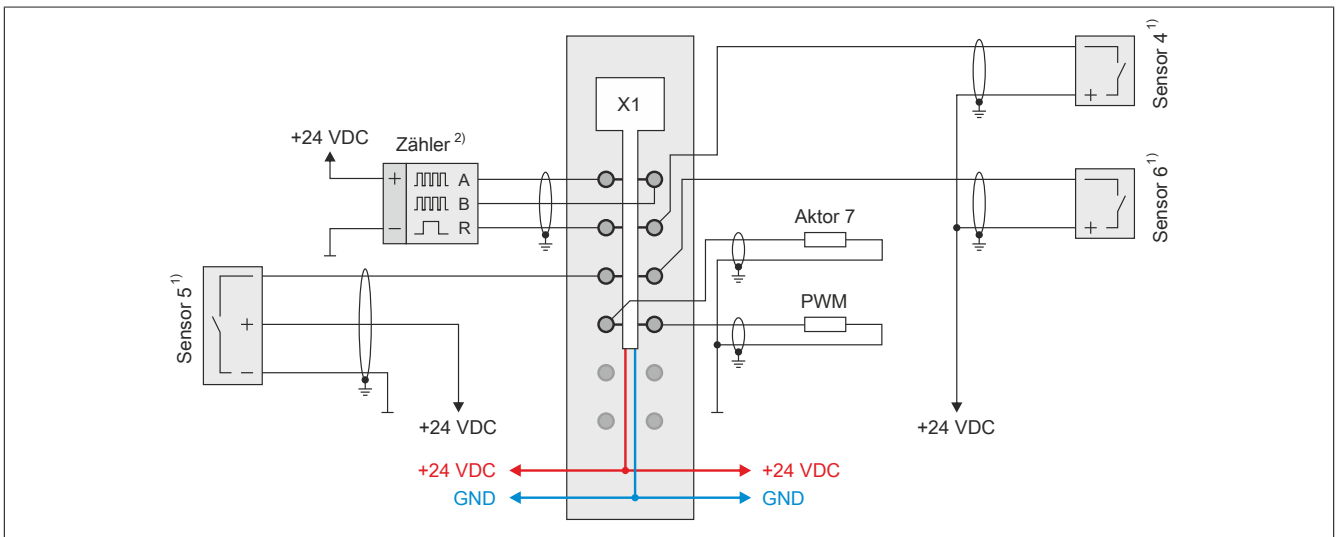 X1
+24 VDC
Zähler 2)
+ A
B
− R
Sensor 5 1)
+
−
+24 VDC
Sensor 4 1)
+
Sensor 6 1)
+
Aktor 7
PWM
+24 VDC
+24 VDC
+24 VDC
GND
GND